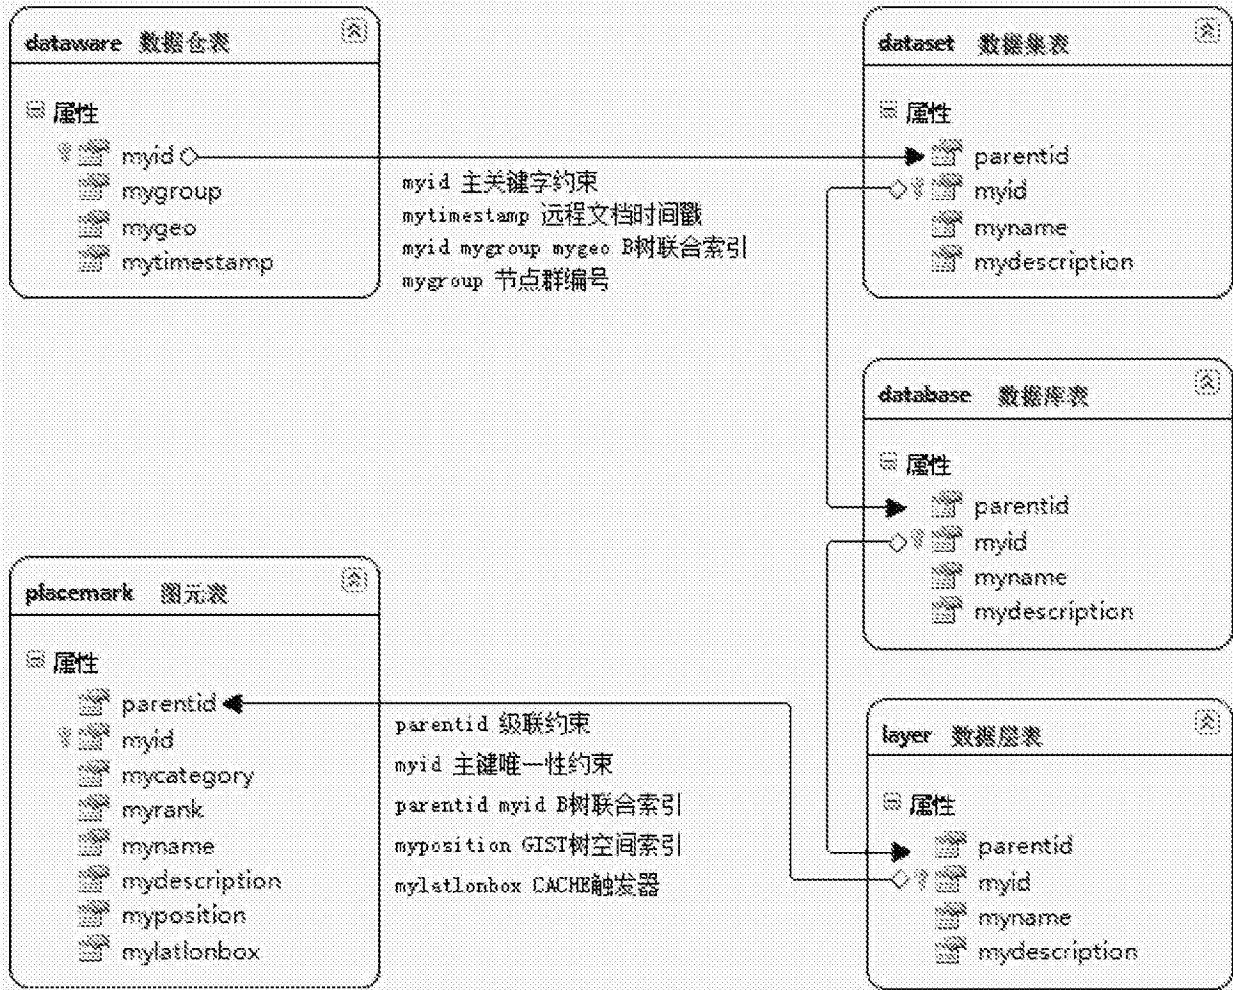 dataware 数据仓表
属性
myid
mygroup
mygeo
mytimestamp
myid 主关键字约束
mytimestamp 远程文档时间戳
myid mygroup mygeo B树联合索引
mygroup 节点群编号
dataset 数据集表
属性
parentid
myid
myname
mydescription
database 数据库表
属性
parentid
myid
myname
mydescription
placemark 图元表
属性
parentid
myid
mycategory
myrank
myname
mydescription
myposition
mylatlonbox
parentid 级联约束
myid 主键唯一性约束
parentid myid B树联合索引
myposition GIST树空间索引
mylatlonbox CACHE触发器
layer 数据层表
属性
parentid
myid
myname
mydescription